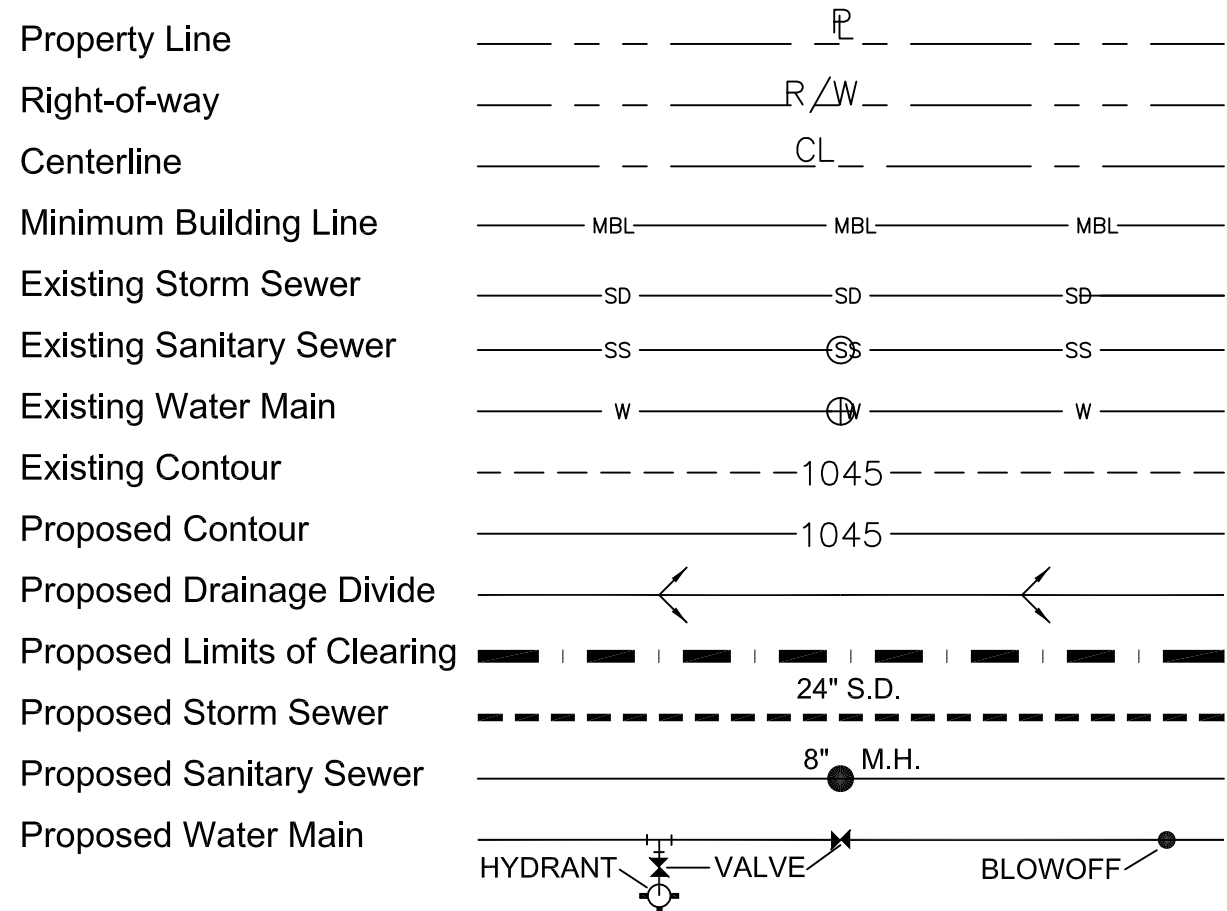 Property Line PL
Right-of-way R/W
Centerline CL
Minimum Building Line MBL MBL MBL
Existing Storm Sewer SD SD SD
Existing Sanitary Sewer SS SS SS
Existing Water Main W W W
Existing Contour 1045
Proposed Contour 1045
Proposed Drainage Divide
Proposed Limits of Clearing
24" S.D.
Proposed Storm Sewer
8" M.H.
Proposed Sanitary Sewer
Proposed Water Main
HYDRANT VALVE BLOWOFF